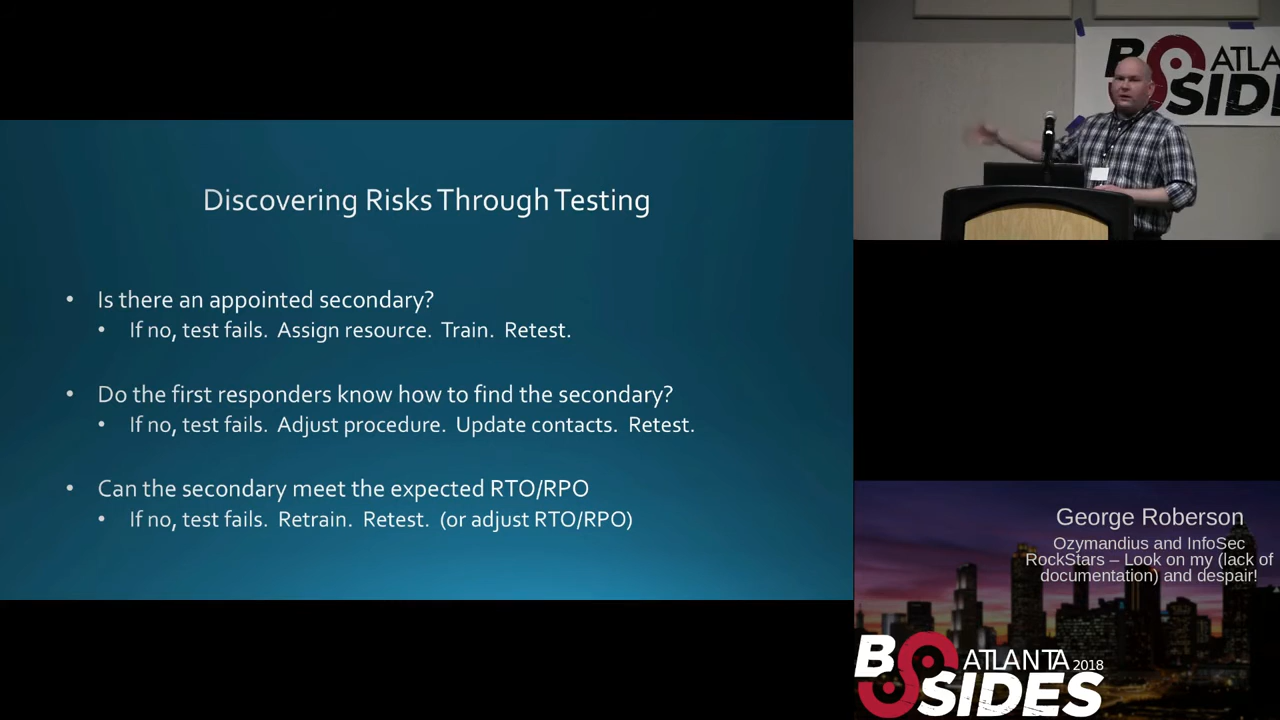 Discovering Risks Through Testing
• Is there an appointed secondary?
• If no, test fails. Assign resource. Train. Retest.
• Do the first responders know how to find the secondary?
• If no, test fails. Adjust procedure. Update contacts. Retest.
• Can the secondary meet the expected RTO/RPO
• If no, test fails. Retrain. Retest. (or adjust RTO/RPO)
B ATLA
SIDE
George Roberson
Ozymandius and InfoSec
RockStars – Look on my (lack of
documentation) and despair!
B ATLANTA 2018
SIDES